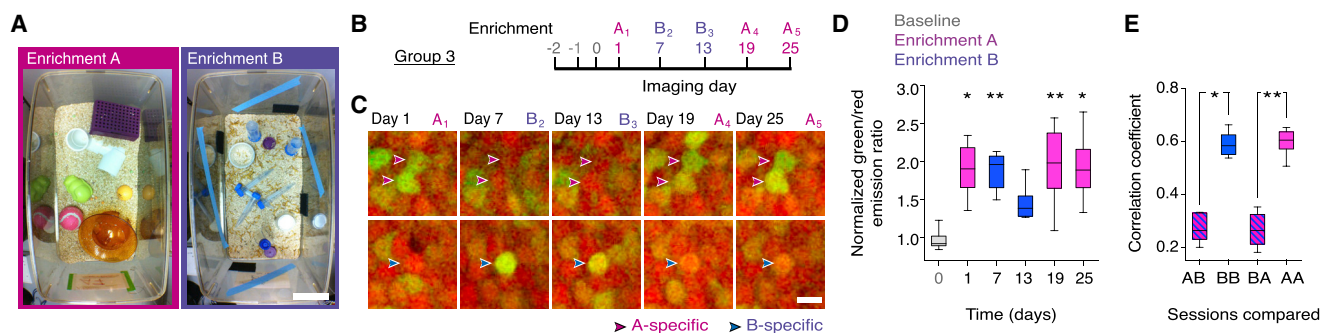 A
Enrichment A
Enrichment B
B
Enrichment
A1 B2 B3 A4 A5
Group 3
-2 -1 0 1 7 13 19 25
Imaging day
C
Day 1 A1
Day 7 B2
Day 13 B3
Day 19 A4
Day 25 A5
A-specific
B-specific
D
Baseline
Enrichment A
Enrichment B
Normalized green/red
emission ratio
3.0
2.5
2.0
1.5
1.0
* ** ** *
0 1 7 13 19 25
Time (days)
E
Correlation coefficient
0.8
0.6
0.4
0.2
* **
AB BB BA AA
Sessions compared